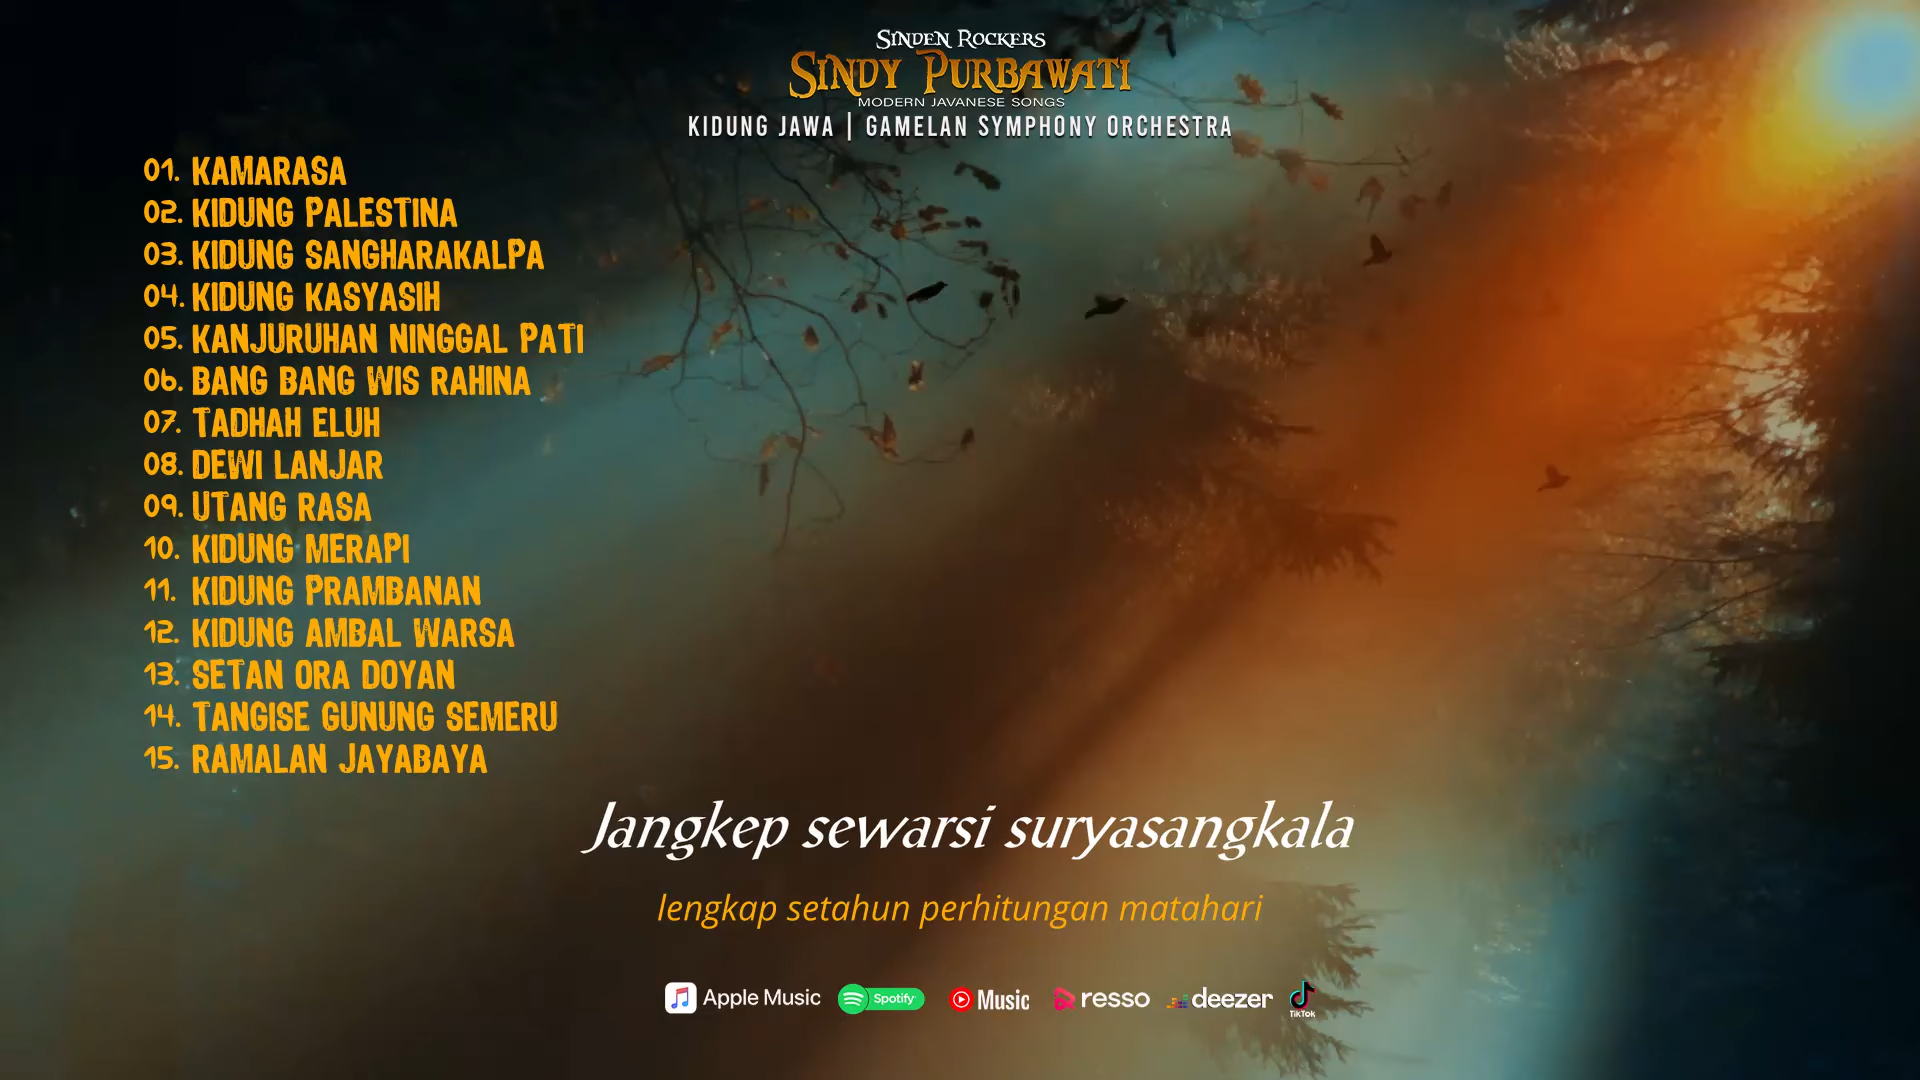 SINDEN ROCKERS
SINDY PURBAWATI
MODERN JAVANESE SONGS
KIDUNG JAWA | GAMELAN SYMPHONY ORCHESTRA
01. KAMARASA
02. KIDUNG PALESTINA
03. KIDUNG SANGHARAKALPA
04. KIDUNG KASYASIH
05. KANJURUHAN NINGGAL PATI
06. BANG BANG WIS RAHINA
07. TADHAH ELUH
08. DEWI LANJAR
09. UTANG RASA
10. KIDUNG MERAPI
11. KIDUNG PRAMBANAN
12. KIDUNG AMBAL WARSA
13. SETAN ORA DOYAN
14. TANGISE GUNUNG SEMERU
15. RAMALAN JAYABAYA
Jangkep sewarsi suryasangkala
lengkap setahun perhitungan matahari
Apple Music Spotify Music resso deezer TikTok